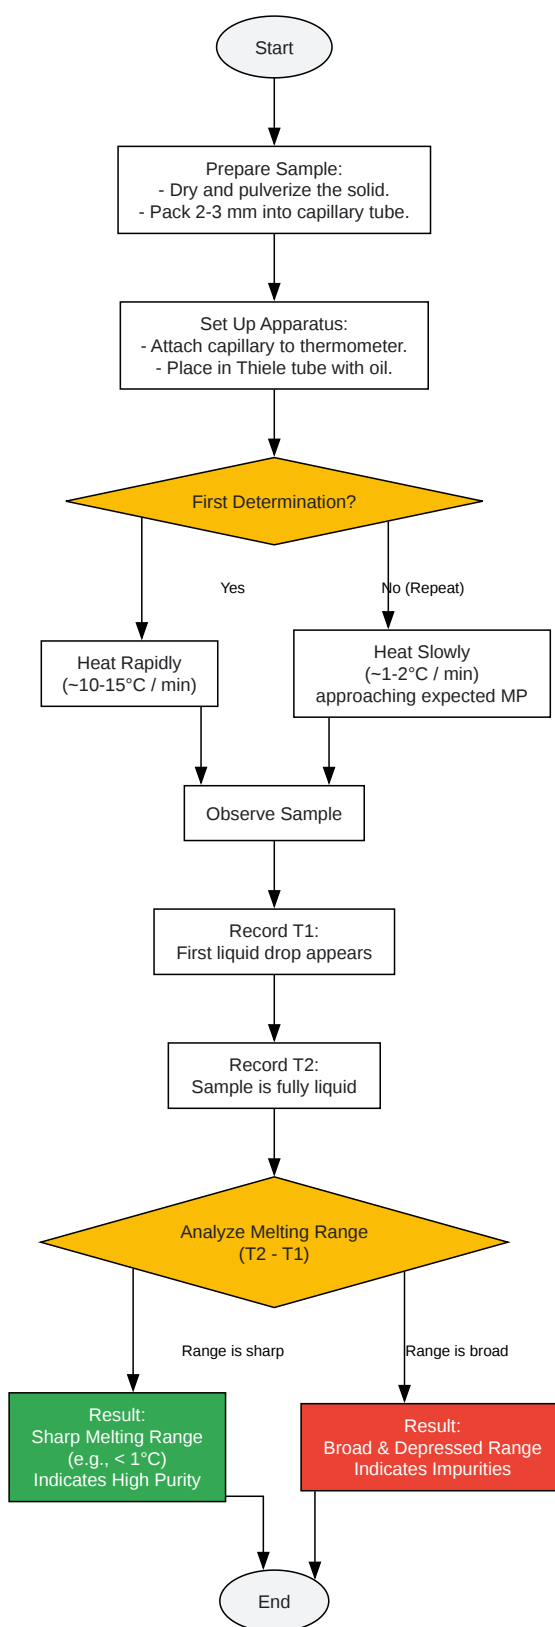 Start
Prepare Sample:
- Dry and pulverize the solid.
- Pack 2-3 mm into capillary tube.
Set Up Apparatus:
- Attach capillary to thermometer.
- Place in Thiele tube with oil.
First Determination?
Yes
No (Repeat)
Heat Rapidly
(~10-15°C / min)
Heat Slowly
(~1-2°C / min)
approaching expected MP
Observe Sample
Record T1:
First liquid drop appears
Record T2:
Sample is fully liquid
Analyze Melting Range
(T2 - T1)
Range is sharp
Range is broad
Result:
Sharp Melting Range
(e.g., < 1°C)
Indicates High Purity
Result:
Broad & Depressed Range
Indicates Impurities
End